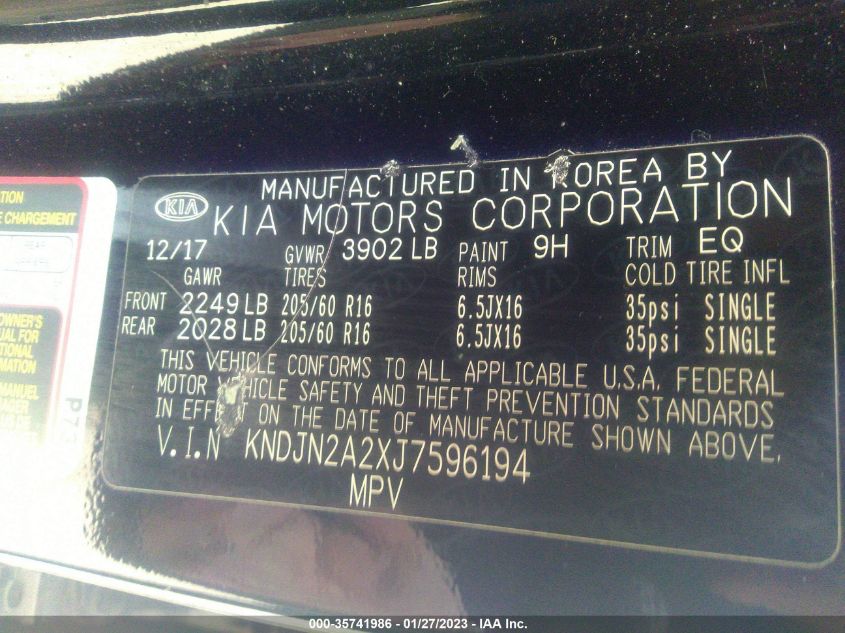 MANUFACTURED IN KOREA BY
KIA KIA MOTORS CORPORATION
12/17 GVWR 3902 LB PAINT 9H TRIM EQ
GAWR TIRES RIMS COLD TIRE INFL
FRONT 2249 LB 205/60 R16 6.5JX16 35psi SINGLE
REAR 2028 LB 205/60 R16 6.5JX16 35psi SINGLE
THIS VEHICLE CONFORMS TO ALL APPLICABLE U.S.A. FEDERAL
MOTOR VEHICLE SAFETY AND THEFT PREVENTION STANDARDS
IN EFFECT ON THE DATE OF MANUFACTURE SHOWN ABOVE.
V.I.N KNDJN2A2XJ7596194
MPV
E CHARGEMENT
OWNER'S
UAL FOR
TIONAL
RMATION
MANUEL
000-35741986 - 01/27/2023 - IAA Inc.